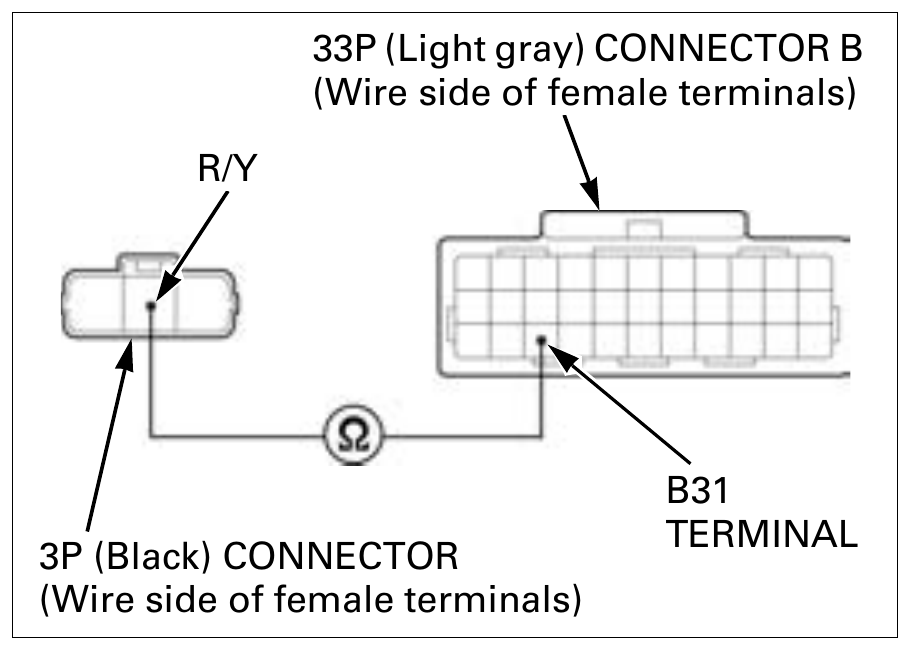 33P (Light gray) CONNECTOR B
(Wire side of female terminals)
R/Y
Ω
B31
TERMINAL
3P (Black) CONNECTOR
(Wire side of female terminals)